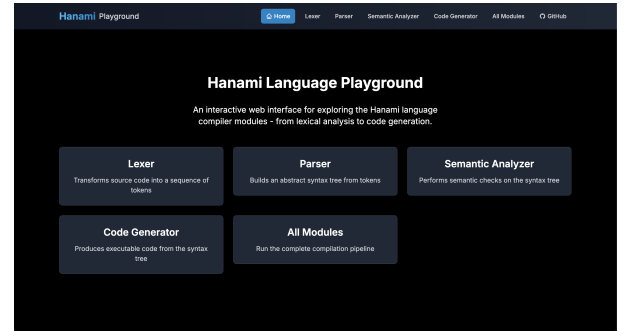 Hanami Playground
Home
Lexer
Parser
Semantic Analyzer
Code Generator
All Modules
GitHub
Hanami Language Playground
An interactive web interface for exploring the Hanami language
compiler modules - from lexical analysis to code generation.
Lexer
Transforms source code into a sequence of
tokens
Parser
Builds an abstract syntax tree from tokens
Semantic Analyzer
Performs semantic checks on the syntax tree
Code Generator
Produces executable code from the syntax
tree
All Modules
Run the complete compilation pipeline